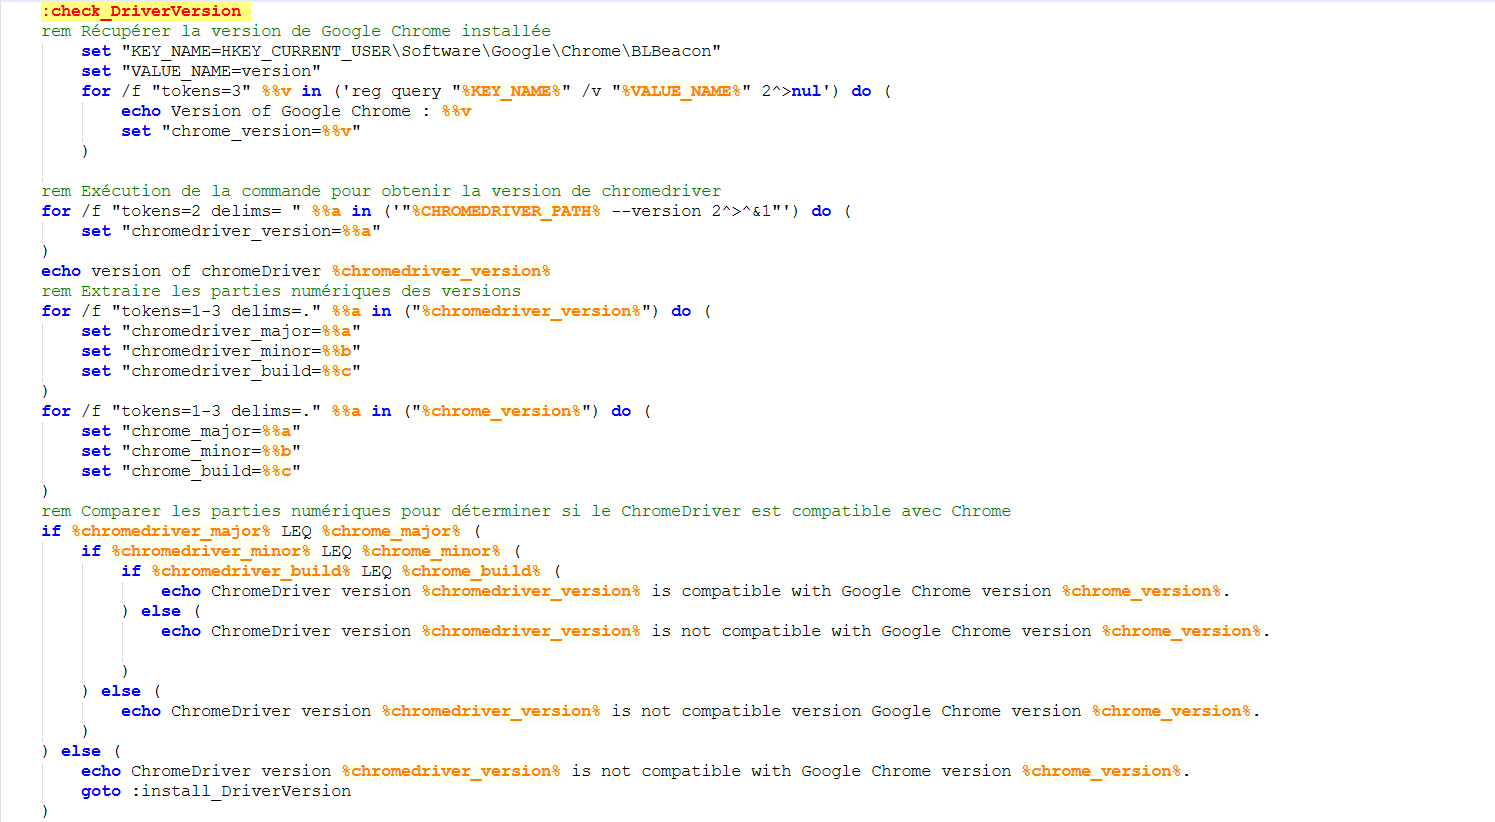 :check_DriverVersion
rem Récupérer la version de Google Chrome installée
    set "KEY_NAME=HKEY_CURRENT_USER\Software\Google\Chrome\BLBeacon"
    set "VALUE_NAME=version"
    for /f "tokens=3" %%v in ('reg query "%KEY_NAME%" /v "%VALUE_NAME%" 2^>nul') do (
        echo Version of Google Chrome : %%v
        set "chrome_version=%%v"
    )
rem Exécution de la commande pour obtenir la version de chromedriver
for /f "tokens=2 delims= " %%a in ('"%CHROMEDRIVER_PATH% --version 2^>^&1"') do (
    set "chromedriver_version=%%a"
)
echo version of chromeDriver %chromedriver_version%
rem Extraire les parties numériques des versions
for /f "tokens=1-3 delims=." %%a in ("%chromedriver_version%") do (
    set "chromedriver_major=%%a"
    set "chromedriver_minor=%%b"
    set "chromedriver_build=%%c"
)
for /f "tokens=1-3 delims=." %%a in ("%chrome_version%") do (
    set "chrome_major=%%a"
    set "chrome_minor=%%b"
    set "chrome_build=%%c"
)
rem Comparer les parties numériques pour déterminer si le ChromeDriver est compatible avec Chrome
if %chromedriver_major% LEQ %chrome_major% (
    if %chromedriver_minor% LEQ %chrome_minor% (
        if %chromedriver_build% LEQ %chrome_build% (
            echo ChromeDriver version %chromedriver_version% is compatible with Google Chrome version %chrome_version%.
        ) else (
            echo ChromeDriver version %chromedriver_version% is not compatible with Google Chrome version %chrome_version%.
        )
    ) else (
        echo ChromeDriver version %chromedriver_version% is not compatible version Google Chrome version %chrome_version%.
    )
) else (
    echo ChromeDriver version %chromedriver_version% is not compatible with Google Chrome version %chrome_version%.
    goto :install_DriverVersion
)